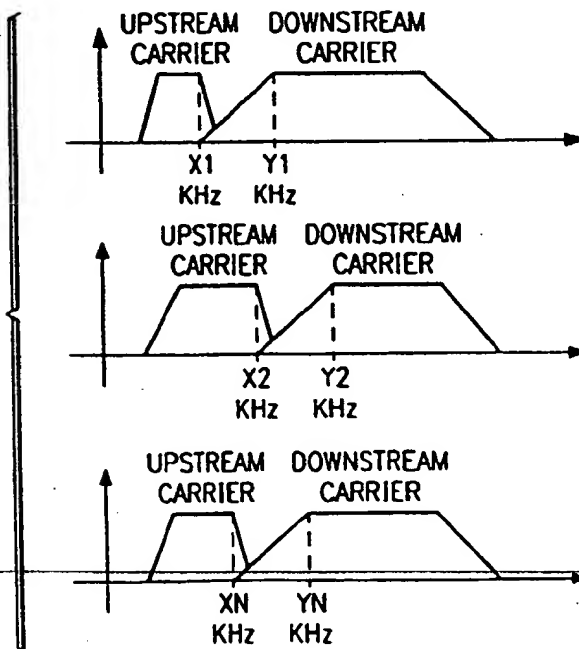 UPSTREAM DOWNSTREAM
CARRIER CARRIER
X1 Y1
KHz KHz
UPSTREAM DOWNSTREAM
CARRIER CARRIER
X2 Y2
KHz KHz
UPSTREAM DOWNSTREAM
CARRIER CARRIER
XN YN
KHz KHz